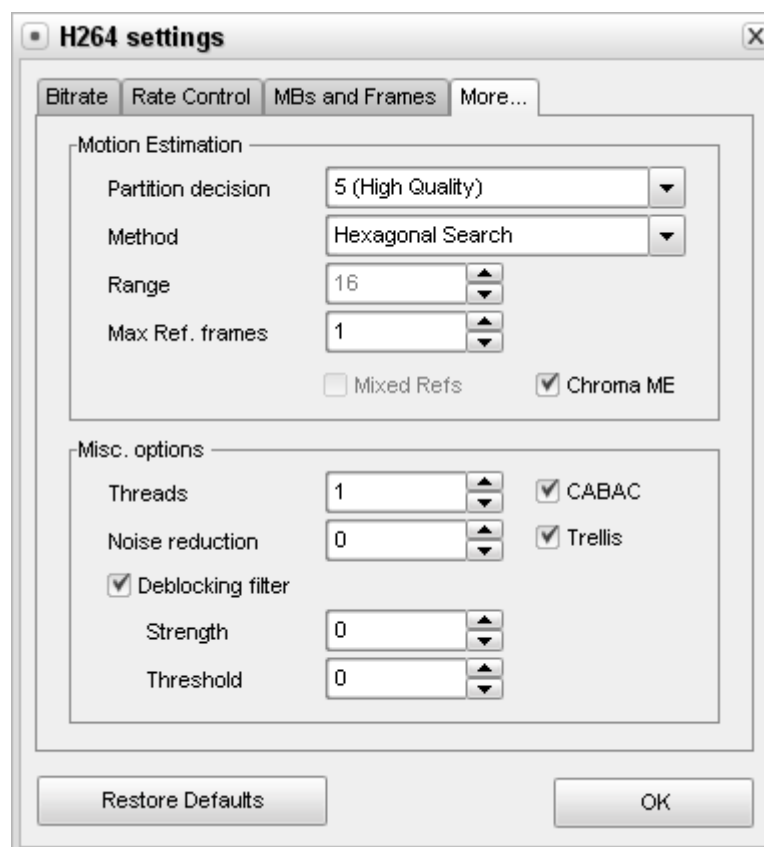 H264 settings
Bitrate
Rate Control
MBs and Frames
More...
Motion Estimation
Partition decision
5 (High Quality)
Method
Hexagonal Search
Range
16
Max Ref. frames
1
Mixed Refs
Chroma ME
Misc. options
Threads
1
CABAC
Noise reduction
0
Trellis
Deblocking filter
Strength
0
Threshold
0
Restore Defaults
OK